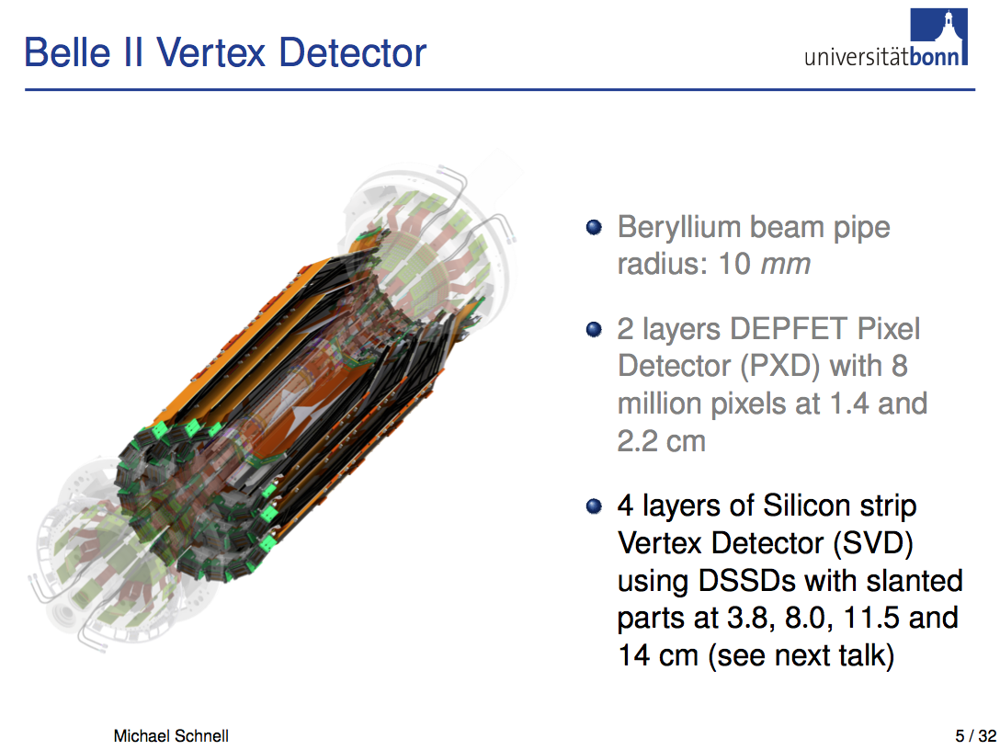 Belle II Vertex Detector
universitätbonn
Beryllium beam pipe
radius: 10 mm
2 layers DEPFET Pixel
Detector (PXD) with 8
million pixels at 1.4 and
2.2 cm
4 layers of Silicon strip
Vertex Detector (SVD)
using DSSDs with slanted
parts at 3.8, 8.0, 11.5 and
14 cm (see next talk)
Michael Schnell
5 / 32